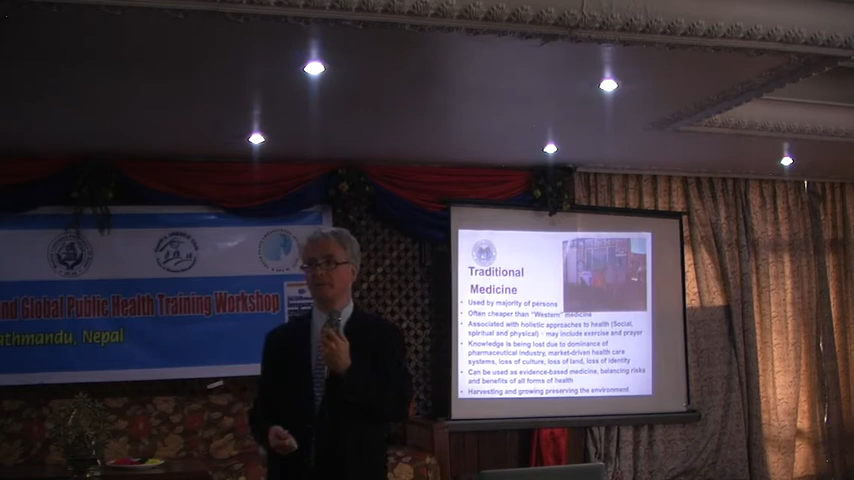 nd Global Public Health Training Workshop
athmandu, Nepal
Traditional
Medicine
• Used by majority of persons
• Often cheaper than "Western" medicine
• Associated with holistic approaches to health (Social,
spiritual and physical) - may include exercise and prayer
• Knowledge is being lost due to dominance of
pharmaceutical industry, market-driven health care
systems, loss of culture, loss of land, loss of identity
• Can be used as evidence-based medicine, balancing risks
and benefits of all forms of health
• Harvesting and growing preserving the environment